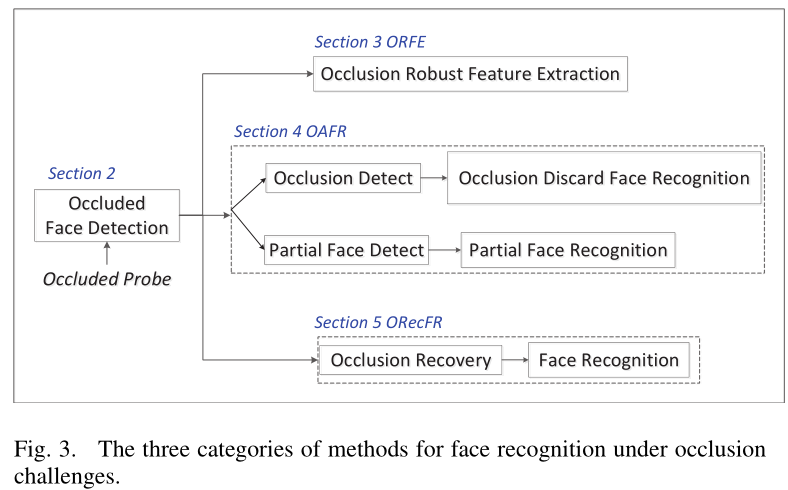 Section 3 ORFE
Occlusion Robust Feature Extraction
Section 4 OAFR
Occlusion Detect
Occlusion Discard Face Recognition
Section 2
Occluded
Face Detection
Partial Face Detect
Partial Face Recognition
Occluded Probe
Section 5 ORecFR
Occlusion Recovery
Face Recognition
Fig. 3. The three categories of methods for face recognition under occlusion
challenges.